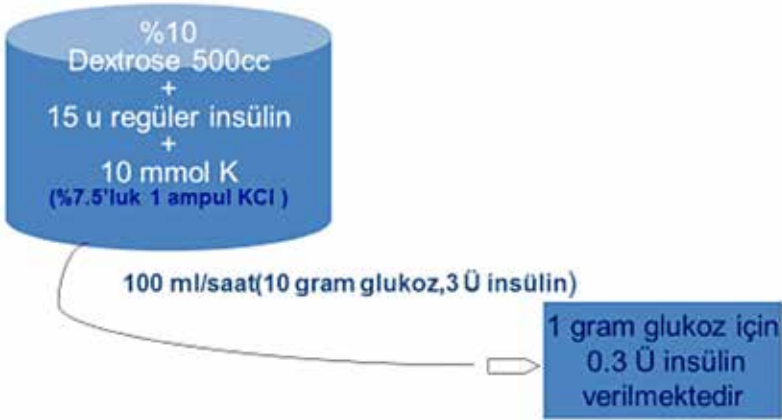 %10
Dextrose 500cc
+
15 u regüler insülin
+
10 mmol K
(%7.5'luk 1 ampul KCl )
100 ml/saat(10 gram glukoz,3 Ü insülin)
1 gram glukoz için
0.3 Ü insülin
verilmektedir